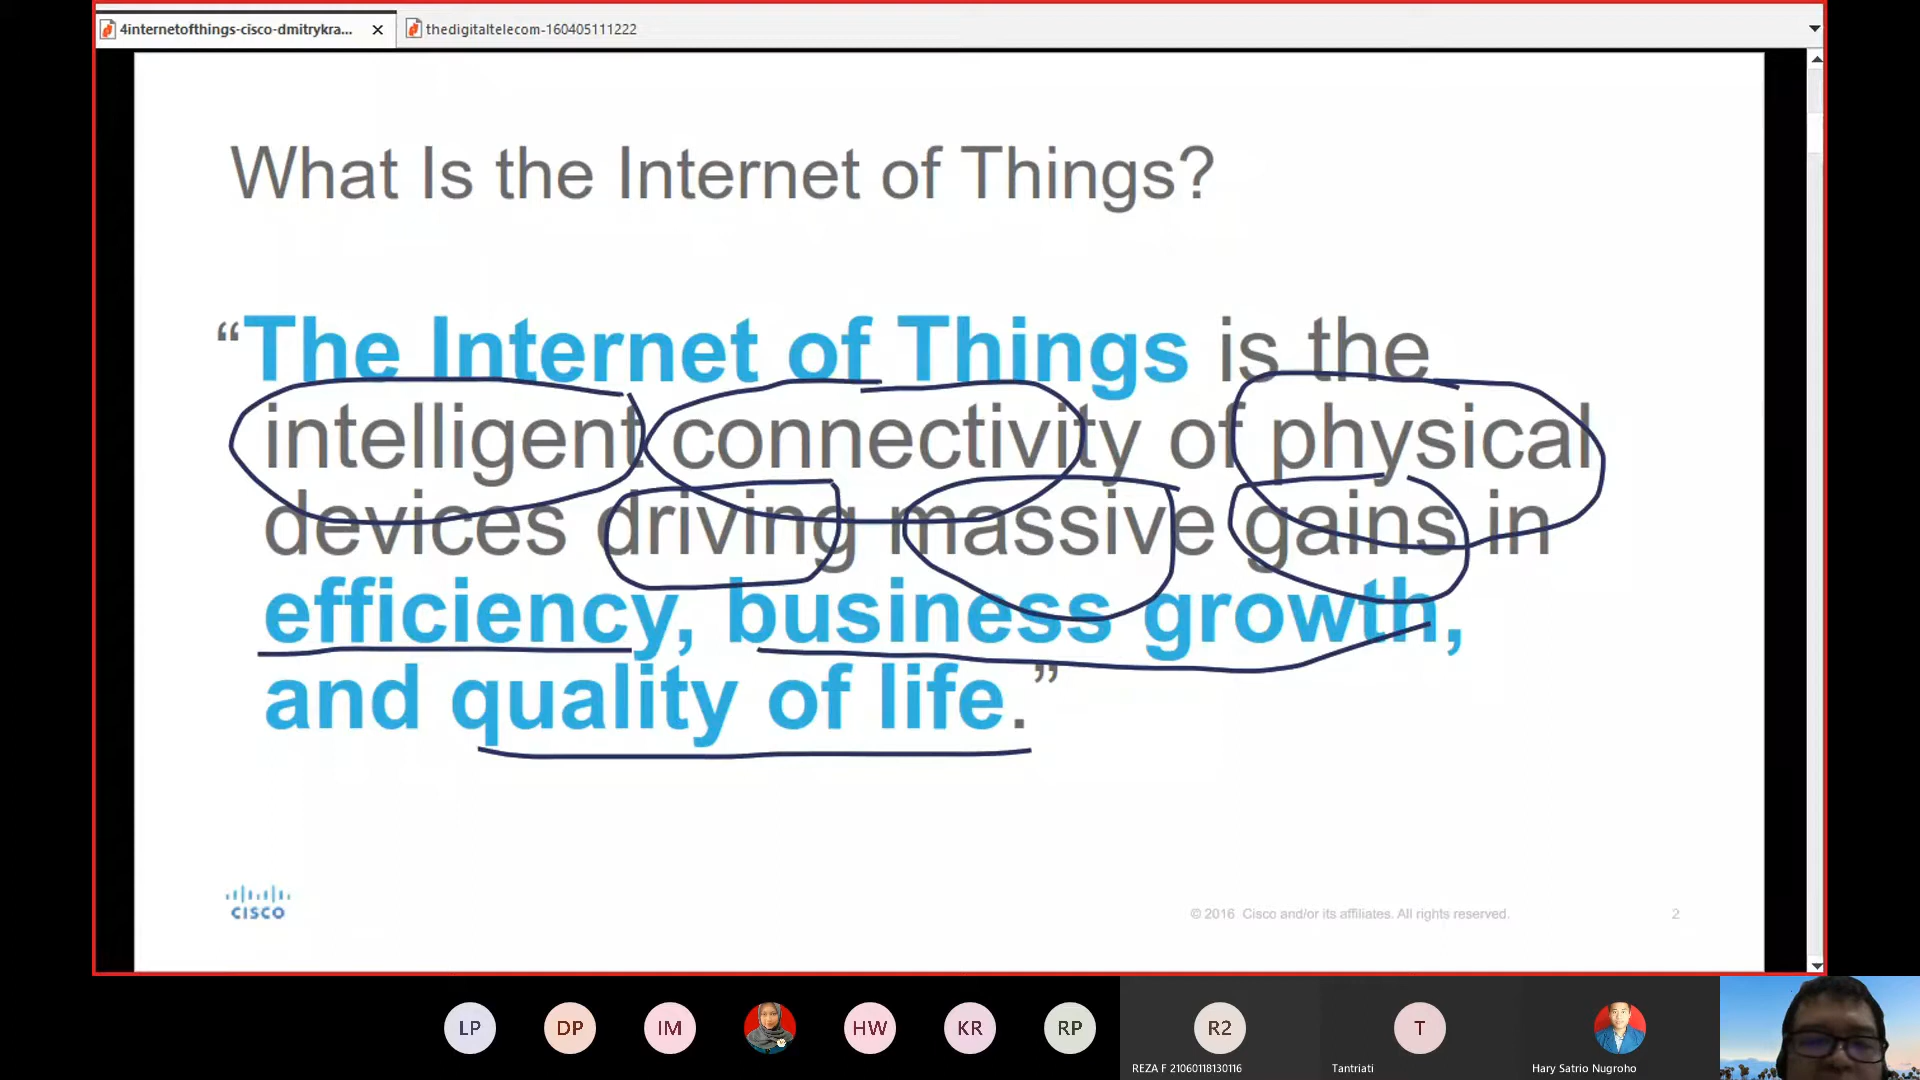 4internetofthings-cisco-dmitrykra...
thedigitaltelecom-160405111222
What Is the Internet of Things?
“The Internet of Things is the
intelligent connectivity of physical
devices driving massive gains in
efficiency, business growth,
and quality of life.”
CISCO
© 2016 Cisco and/or its affiliates. All rights reserved.
2
LP
DP
IM
HW
KR
RP
R2
T
REZA F 21060118130116
Tantriati
Hary Satrio Nugroho